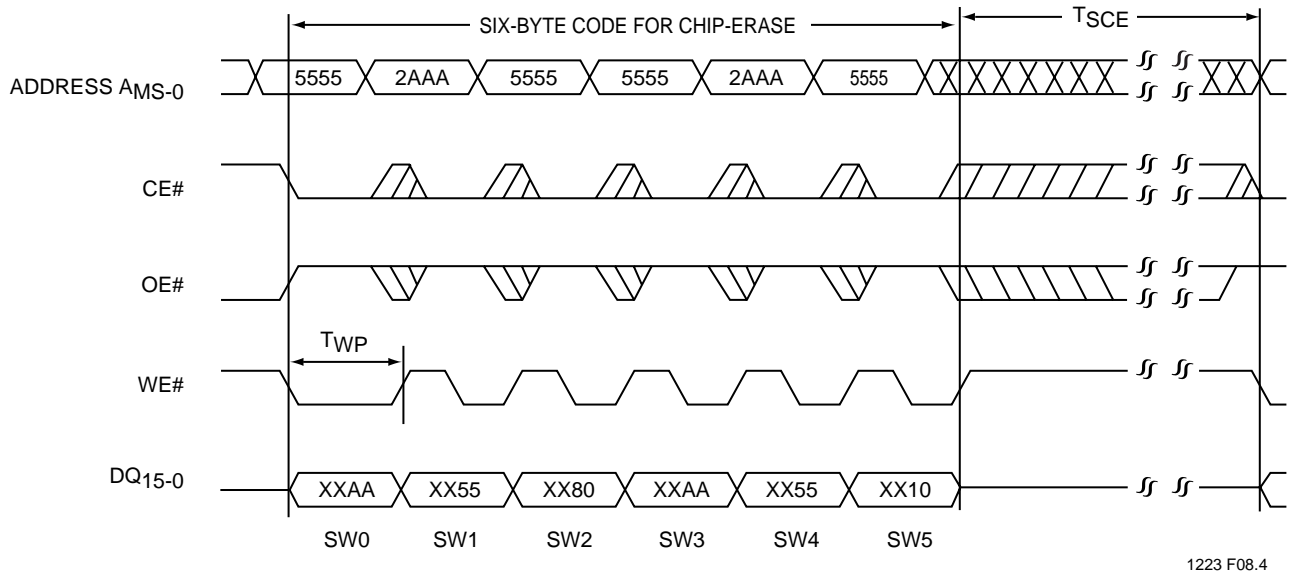 SIX-BYTE CODE FOR CHIP-ERASE
TSCE
ADDRESS AMS-0
5555 2AAA 5555 5555 2AAA 5555
CE#
OE#
TWP
WE#
DQ15-0
XXAA XX55 XX80 XXAA XX55 XX10
SW0 SW1 SW2 SW3 SW4 SW5
1223 F08.4